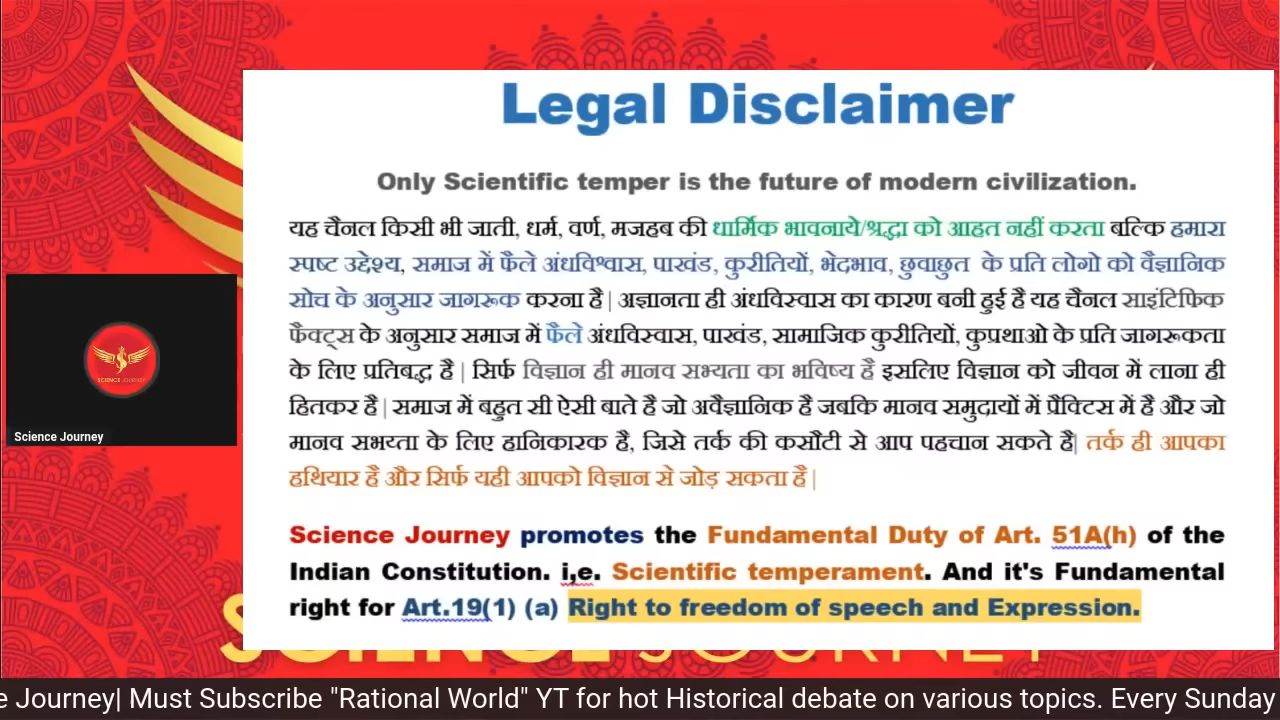 Legal Disclaimer
Only Scientific temper is the future of modern civilization.
यह चैनल किसी भी जाती, धर्म, वर्ण, मजहब की धार्मिक भावनाये/श्रद्धा को आहत नहीं करता बल्कि हमारा
स्पष्ट उद्देश्य, समाज में फैले अंधविश्वास, पाखंड, कुरीतियों, भेदभाव, छुवाछुत के प्रति लोगो को वैज्ञानिक
सोच के अनुसार जागरूक करना है | अज्ञानता ही अंधविस्वास का कारण बनी हुई है यह चैनल साइंटिफिक
फैक्ट्स के अनुसार समाज में फैले अंधविस्वास, पाखंड, सामाजिक कुरीतियों, कुप्रथाओ के प्रति जागरूकता
के लिए प्रतिबद्ध है | सिर्फ विज्ञान ही मानव सभ्यता का भविष्य है इसलिए विज्ञान को जीवन में लाना ही
हितकर है | समाज में बहुत सी ऐसी बाते है जो अवैज्ञानिक है जबकि मानव समुदायों में प्रैक्टिस में है और जो
मानव सभय्ता के लिए हानिकारक है, जिसे तर्क की कसौटी से आप पहचान सकते है| तर्क ही आपका
हथियार है और सिर्फ यही आपको विज्ञान से जोड़ सकता है |
Science Journey promotes the Fundamental Duty of Art. 51A(h) of the
Indian Constitution. i,e. Scientific temperament. And it's Fundamental
right for Art.19(1) (a) Right to freedom of speech and Expression.
SCIENCE JOURNEY
Science Journey
SCIENCE JOURNEY
e Journey| Must Subscribe "Rational World" YT for hot Historical debate on various topics. Every Sunday